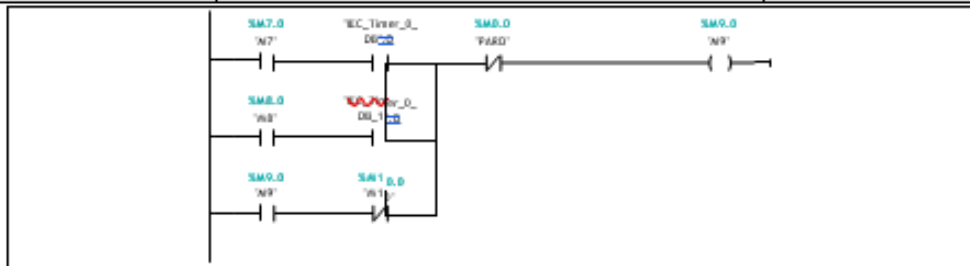 %M7.0 "IEC_Timer_0_ %M0.0 %M9.0
"M7" DB".Q "PARO" "M9"
%M8.0
"M8" DB_1".Q
%M9.0 %M10.0
"M9"